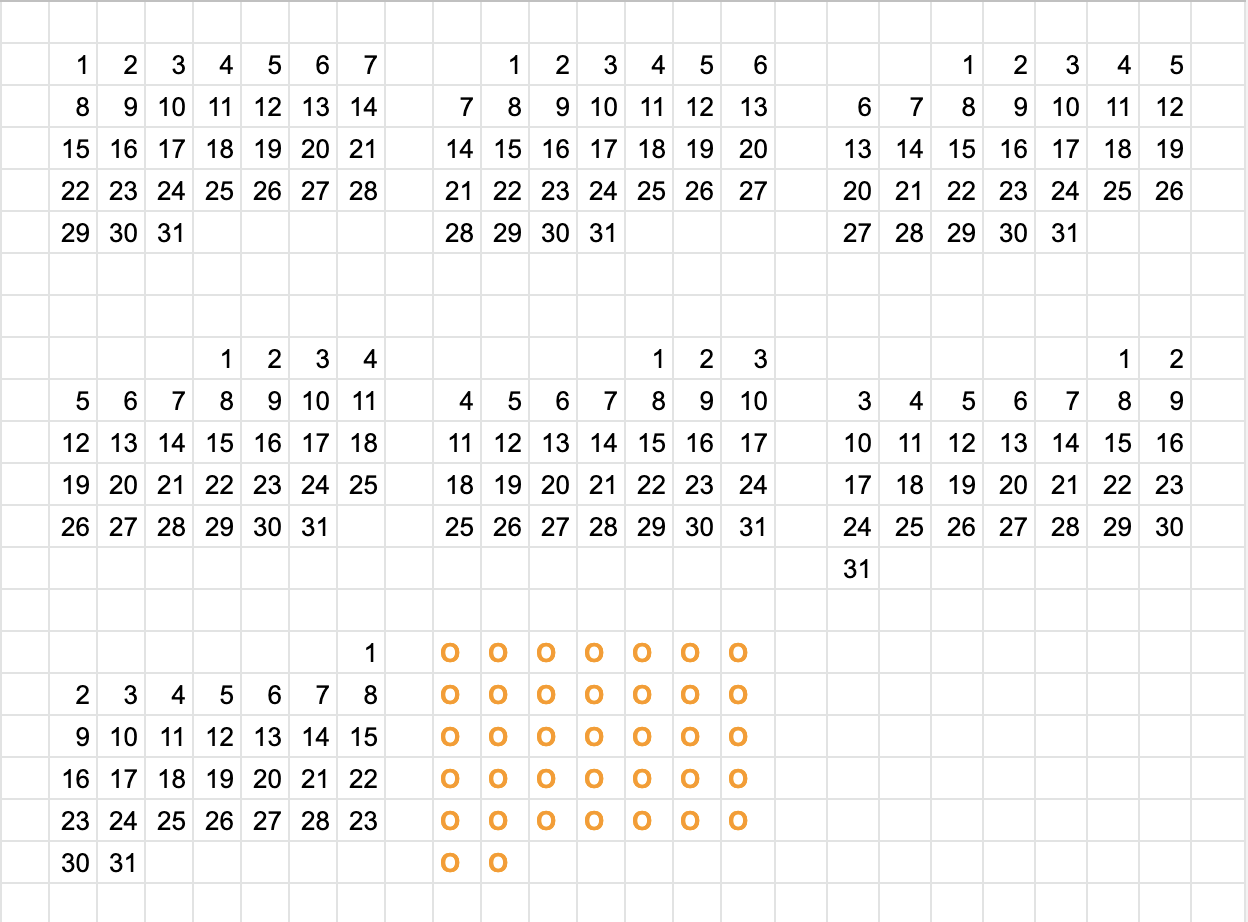 1 2 3 4 5 6 7 1 2 3 4 5 6 1 2 3 4 5
8 9 10 11 12 13 14 7 8 9 10 11 12 13 6 7 8 9 10 11 12
15 16 17 18 19 20 21 14 15 16 17 18 19 20 13 14 15 16 17 18 19
22 23 24 25 26 27 28 21 22 23 24 25 26 27 20 21 22 23 24 25 26
29 30 31 28 29 30 31 27 28 29 30 31
1 2 3 4 1 2 3 1 2
5 6 7 8 9 10 11 4 5 6 7 8 9 10 3 4 5 6 7 8 9
12 13 14 15 16 17 18 11 12 13 14 15 16 17 10 11 12 13 14 15 16
19 20 21 22 23 24 25 18 19 20 21 22 23 24 17 18 19 20 21 22 23
26 27 28 29 30 31 25 26 27 28 29 30 31 24 25 26 27 28 29 30
31
1 O O O O O O O
2 3 4 5 6 7 8 O O O O O O O
9 10 11 12 13 14 15 O O O O O O O
16 17 18 19 20 21 22 O O O O O O O
23 24 25 26 27 28 23 O O O O O O O
30 31 O O